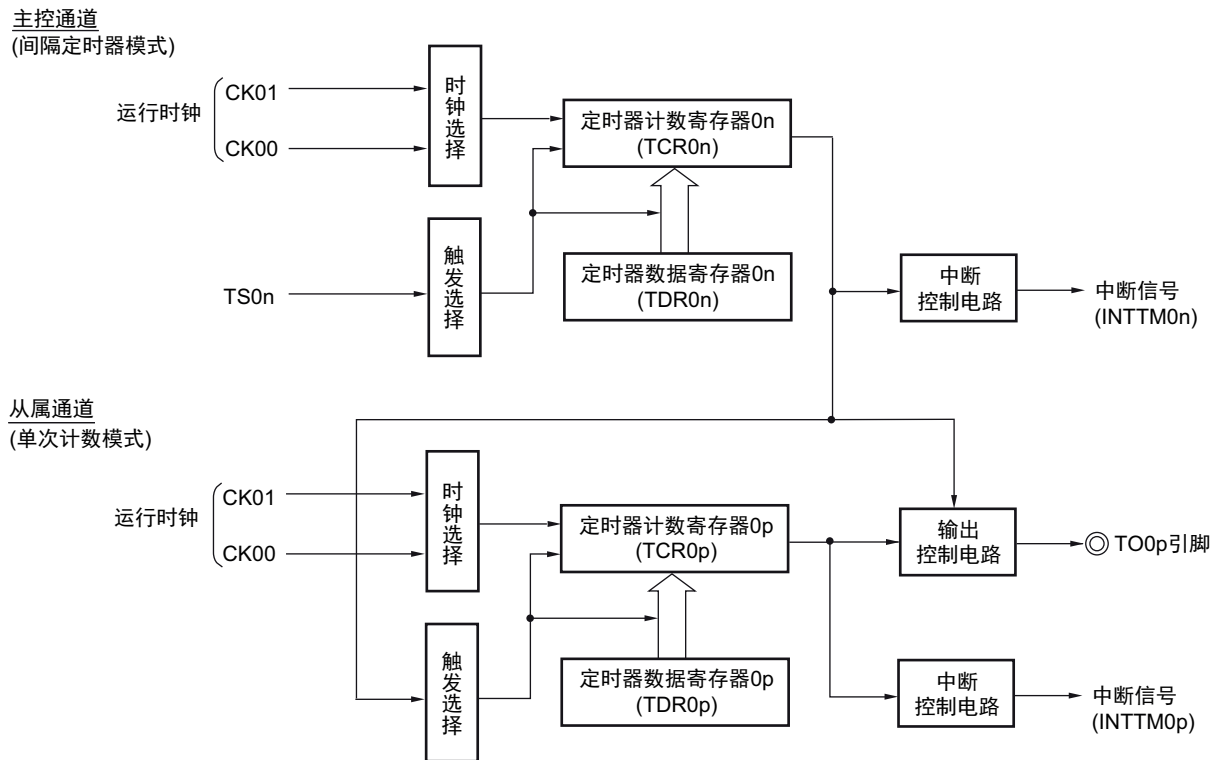 主控通道
(间隔定时器模式)
运行时钟
CK01
CK00
时钟选择
定时器计数寄存器0n
(TCR0n)
TS0n
触发选择
定时器数据寄存器0n
(TDR0n)
中断
控制电路
中断信号
(INTTM0n)
从属通道
(单次计数模式)
运行时钟
CK01
CK00
时钟选择
定时器计数寄存器0p
(TCR0p)
输出
控制电路
TO0p引脚
触发选择
定时器数据寄存器0p
(TDR0p)
中断
控制电路
中断信号
(INTTM0p)